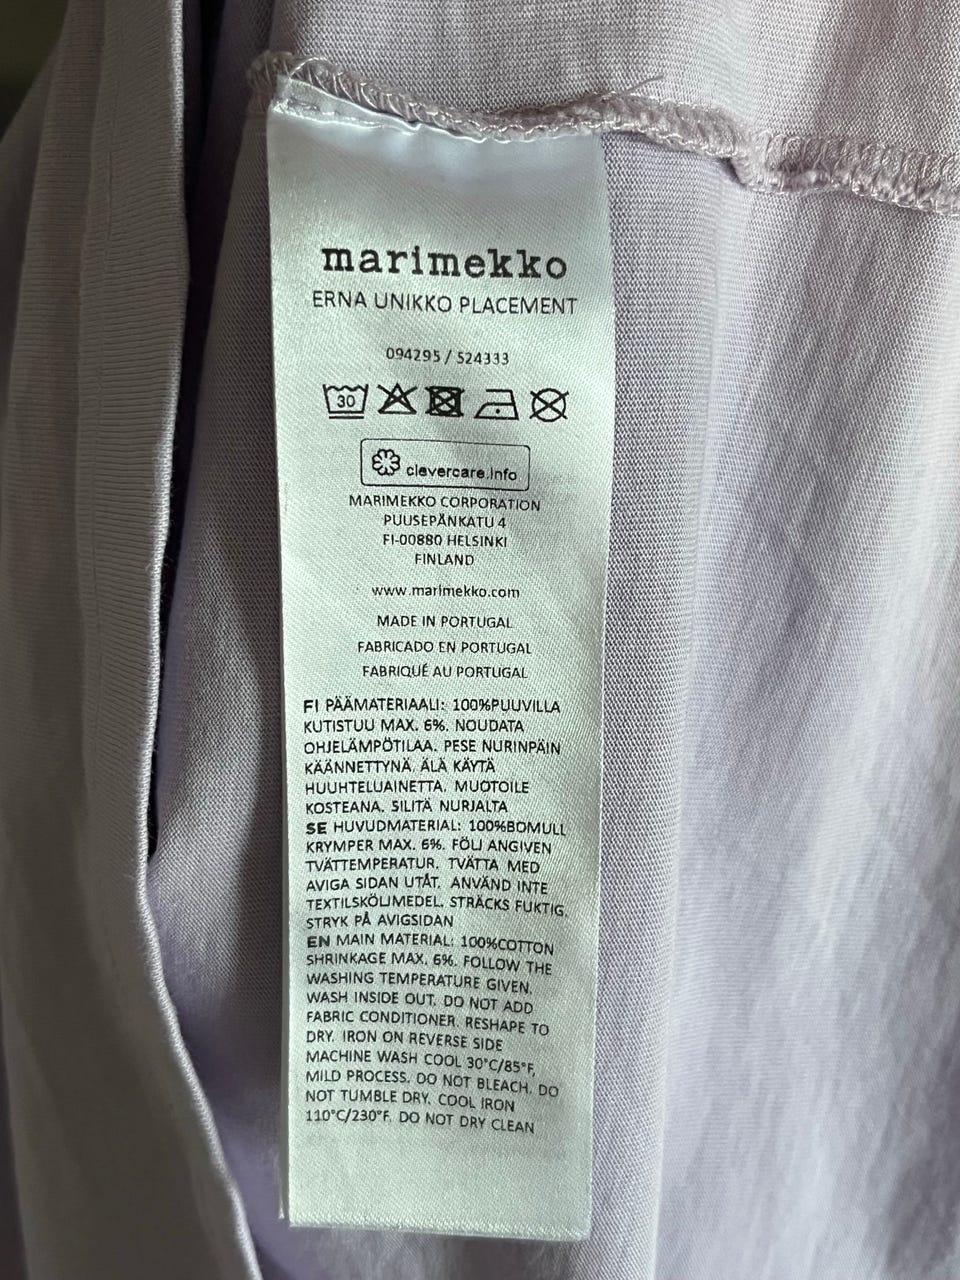 marimekko
ERNA UNIKKO PLACEMENT
094295 / 524333
30
clevercare.info
MARIMEKKO CORPORATION
PUUSEPÄNKATU 4
FI-00880 HELSINKI
FINLAND
www.marimekko.com
MADE IN PORTUGAL
FABRICADO EN PORTUGAL
FABRIQUÉ AU PORTUGAL
FI PÄÄMATERIAALI: 100%PUUVILLA
KUTISTUU MAX. 6%. NOUDATA
OHJELÄMPÖTILAA. PESE NURINPÄIN
KÄÄNNETTYNÄ. ÄLÄ KÄYTÄ
HUUHTELUAINETTA. MUOTOILE
KOSTEANA. SILITÄ NURJALTA
SE HUVUDMATERIAL: 100%BOMULL
KRYMPER MAX. 6%. FÖLJ ANGIVEN
TVÄTTEMPERATUR. TVÄTTA MED
AVIGA SIDAN UTÅT. ANVÄND INTE
TEXTILSKÖLJMEDEL. STRÄCKS FUKTIG.
STRYK PÅ AVIGSIDAN
EN MAIN MATERIAL: 100%COTTON
SHRINKAGE MAX. 6%. FOLLOW THE
WASHING TEMPERATURE GIVEN.
WASH INSIDE OUT. DO NOT ADD
FABRIC CONDITIONER. RESHAPE TO
DRY. IRON ON REVERSE SIDE
MACHINE WASH COOL 30°C/85°F,
MILD PROCESS. DO NOT BLEACH. DO
NOT TUMBLE DRY. COOL IRON
110°C/230°F. DO NOT DRY CLEAN